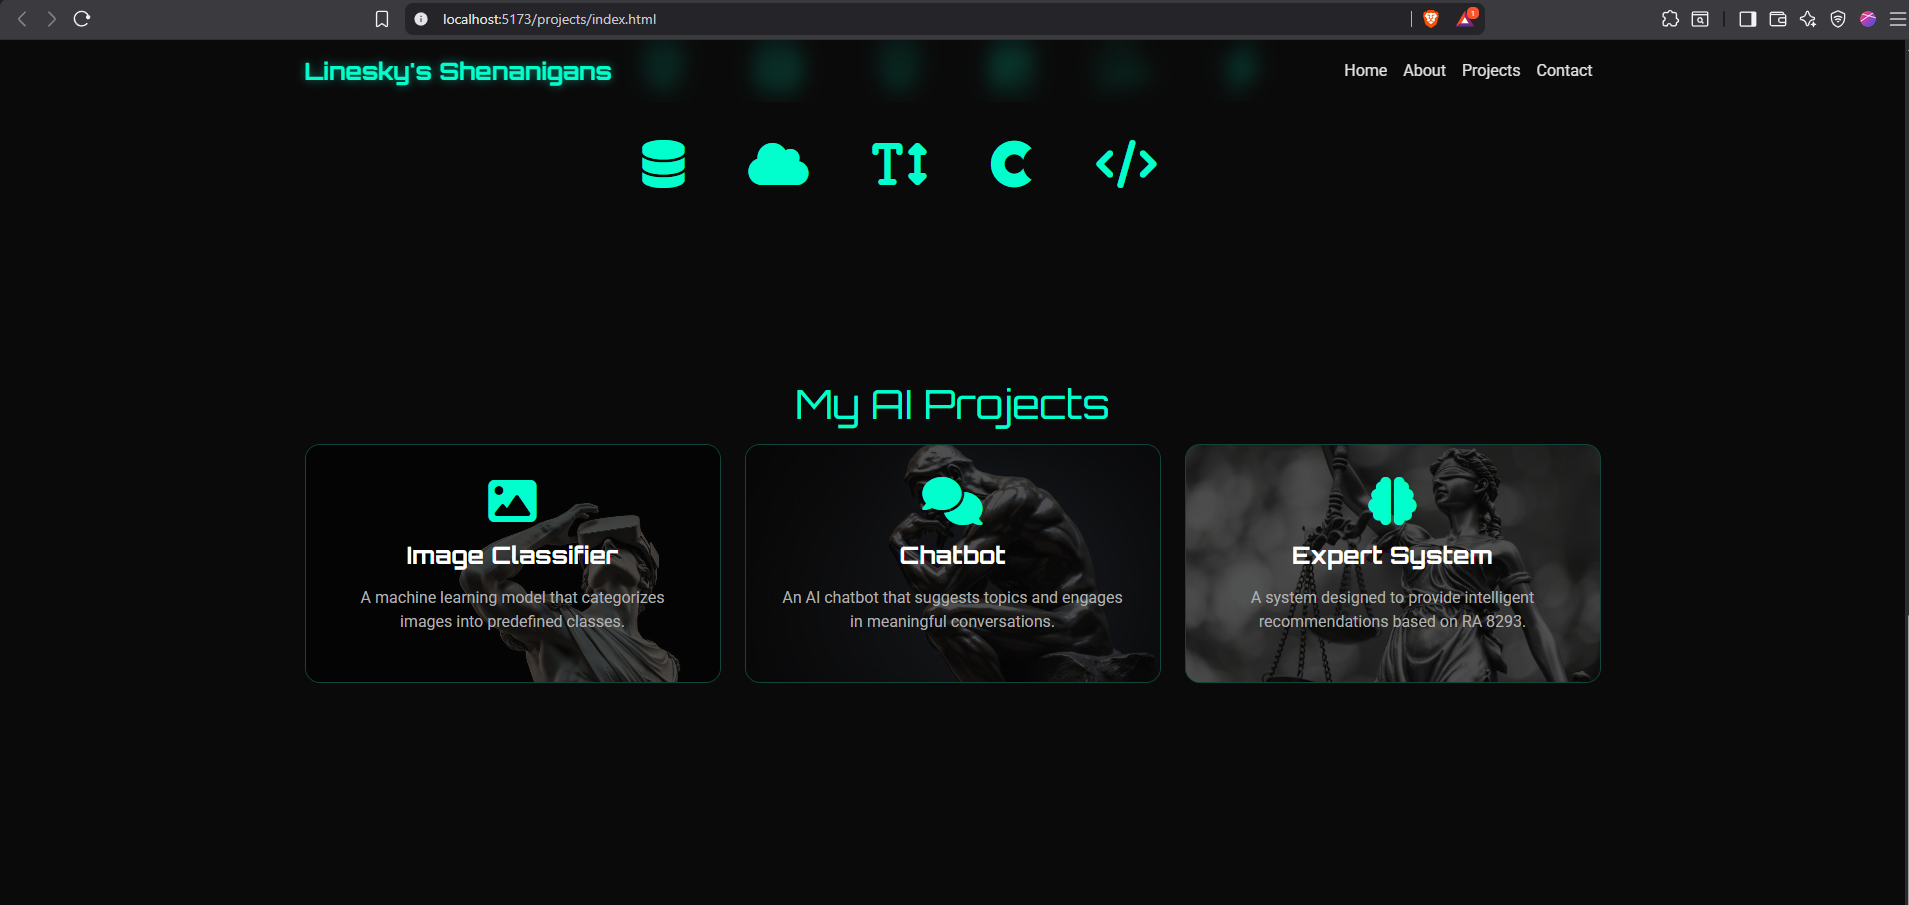 localhost:5173/projects/index.html
1
Linesky's Shenanigans
Home About Projects Contact
My AI Projects
Image Classifier
A machine learning model that categorizes
images into predefined classes.
Chatbot
An AI chatbot that suggests topics and engages
in meaningful conversations.
Expert System
A system designed to provide intelligent
recommendations based on RA 8293.